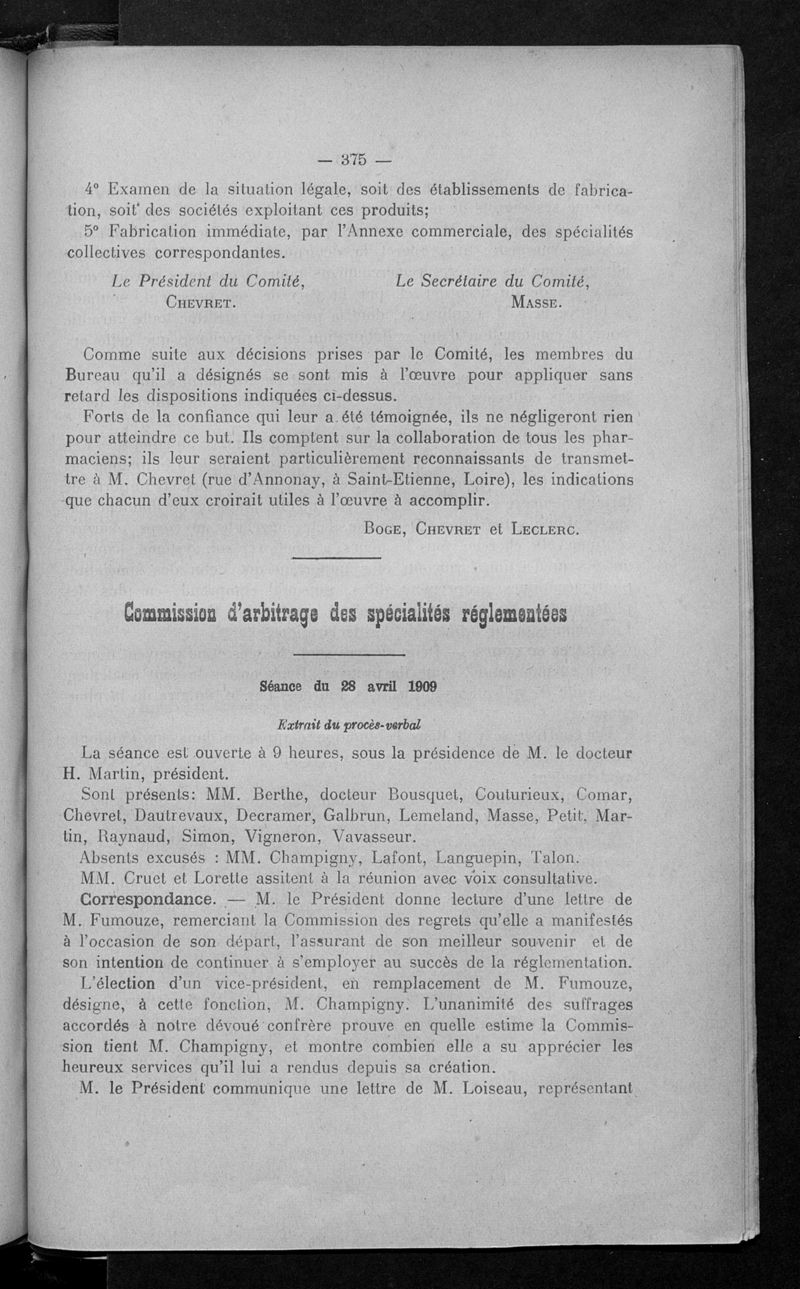 — 375 —
4° Examen de la situation légale, soit des établissements de fabrica-
tion, soit des sociétés exploitant ces produits;
5° Fabrication immédiate, par l'Annexe commerciale, des spécialités
collectives correspondantes.
Le Président du Comité, Le Secrétaire du Comité,
CHEVRET. MASSE.
Comme suite aux décisions prises par le Comité, les membres du
Bureau qu'il a désignés se sont mis à l'œuvre pour appliquer sans
retard les dispositions indiquées ci-dessus.
Forts de la confiance qui leur a été témoignée, ils ne négligeront rien
pour atteindre ce but. Ils comptent sur la collaboration de tous les phar-
maciens; ils leur seraient particulièrement reconnaissants de transmet-
tre à M. Chevret (rue d'Annonay, à Saint-Etienne, Loire), les indications
que chacun d'eux croirait utiles à l'œuvre à accomplir.
BOGE, CHEVRET et LECLERC.
Commission d'arbitrage des spécialités réglementées
Séance du 28 avril 1909
Extrait du procès-verbal
La séance est ouverte à 9 heures, sous la présidence de M. le docteur
H. Martin, président.
Sont présents: MM. Berthe, docteur Bousquet, Couturieux, Comar,
Chevret, Dautrevaux, Decramer, Galbrun, Lemeland, Masse, Petit, Mar-
tin, Raynaud, Simon, Vigneron, Vavasseur.
Absents excusés : MM. Champigny, Lafont, Languepin, Talon.
MM. Cruet et Lorette assitent à la réunion avec voix consultative.
Correspondance. — M. le Président donne lecture d'une lettre de
M. Fumouze, remerciant la Commission des regrets qu'elle a manifestés
à l'occasion de son départ, l'assurant de son meilleur souvenir et de
son intention de continuer à s'employer au succès de la réglementation.
L'élection d'un vice-président, en remplacement de M. Fumouze,
désigne, à cette fonction, M. Champigny. L'unanimité des suffrages
accordés à notre dévoué confrère prouve en quelle estime la Commis-
sion tient M. Champigny, et montre combien elle a su apprécier les
heureux services qu'il lui a rendus depuis sa création.
M. le Président communique une lettre de M. Loiseau, représentant